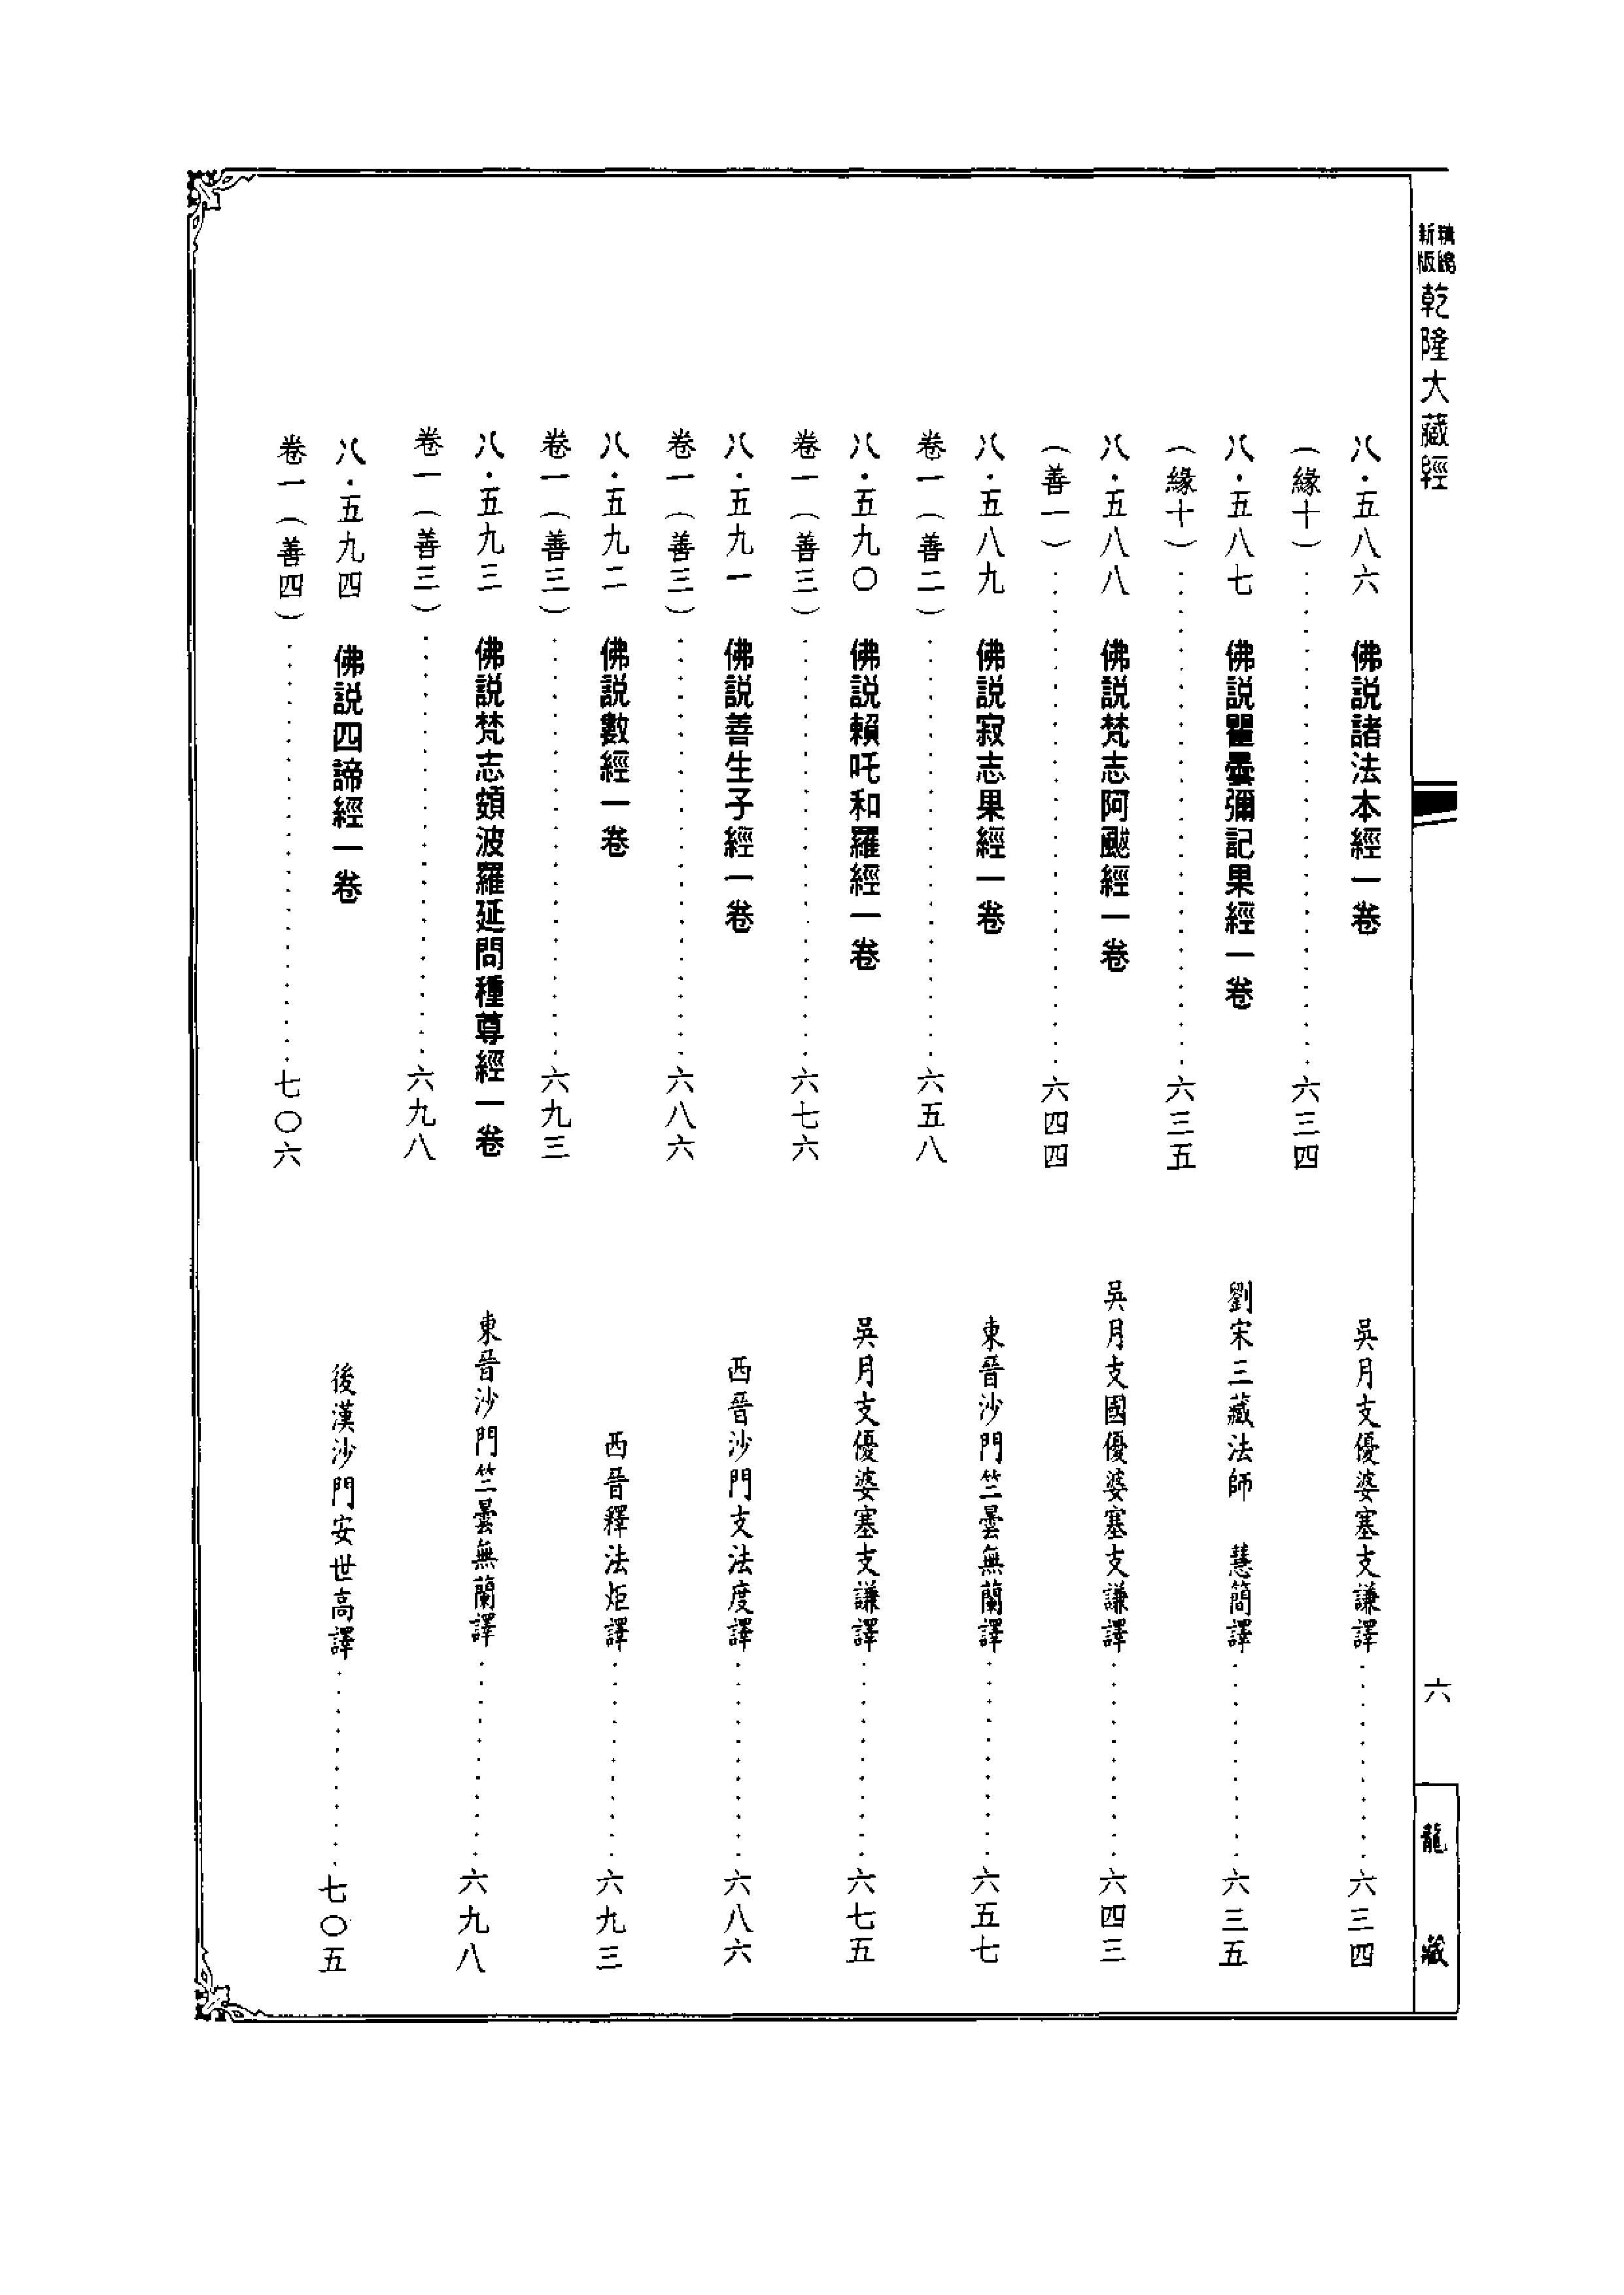 新版
乾隆大藏經
六
龍藏
八·五八六　佛説諸法本經一卷　吳月支優婆塞支謙譯…………六三四
（緣十）…………六三四
八·五八七　佛説瞿曇彌記果經一卷　劉宋三藏法師　慧簡譯…………六三五
（緣十）…………六三五
八·五八八　佛説梵志阿颰經一卷　吳月支國優婆塞支謙譯…………六四三
（善一）…………六四四
八·五八九　佛説寂志果經一卷　東晉沙門竺曇無蘭譯…………六五七
卷一（善二）…………六五八
八·五九〇　佛説賴吒和羅經一卷　吳月支優婆塞支謙譯…………六七五
卷一（善三）…………六七六
八·五九一　佛説善生子經一卷　西晉沙門支法度譯…………六八六
卷一（善三）…………六八六
八·五九二　佛説數經一卷　西晉釋法炬譯…………六九三
卷一（善三）…………六九三
八·五九三　佛説梵志頞波羅延問種尊經一卷　東晉沙門竺曇無蘭譯…………六九八
卷一（善三）…………六九八
八·五九四　佛説四諦經一卷　後漢沙門安世高譯…………七〇五
卷一（善四）…………七〇六